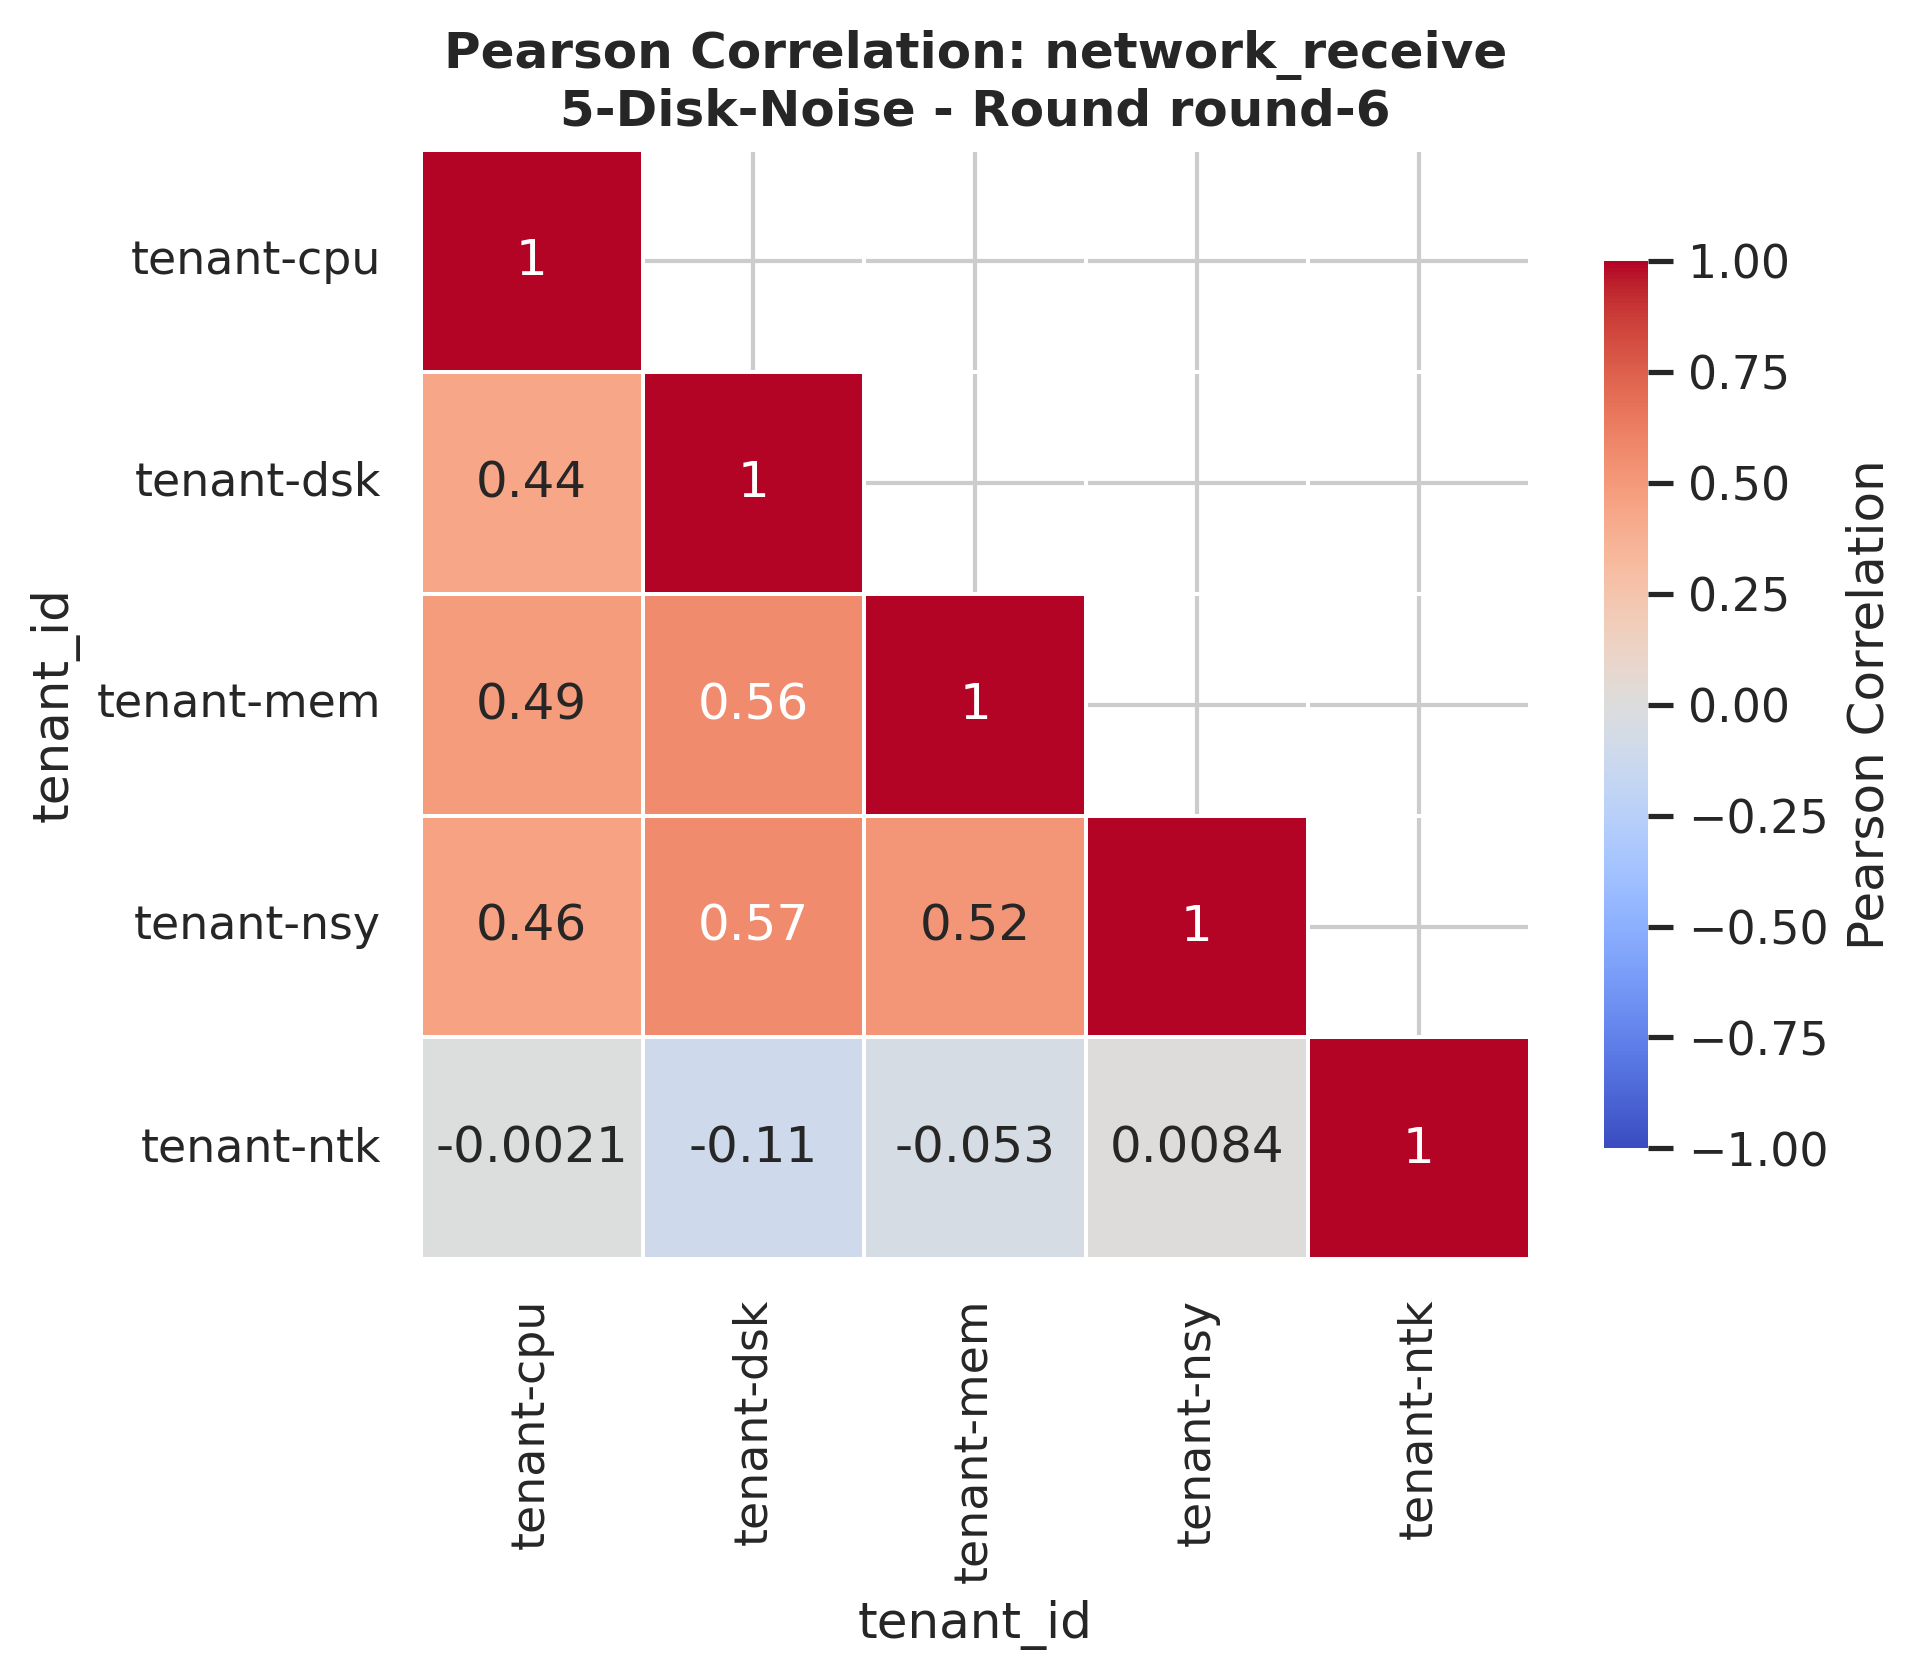 Pearson Correlation: network_receive
5-Disk-Noise - Round round-6
tenant_id
tenant-cpu
1
tenant-dsk
0.44 1
tenant-mem
0.49 0.56 1
tenant-nsy
0.46 0.57 0.52 1
tenant-ntk
-0.0021 -0.11 -0.053 0.0084 1
tenant-cpu
tenant-dsk
tenant-mem
tenant-nsy
tenant-ntk
tenant_id
1.00
0.75
0.50
0.25
0.00
−0.25
−0.50
−0.75
−1.00
Pearson Correlation